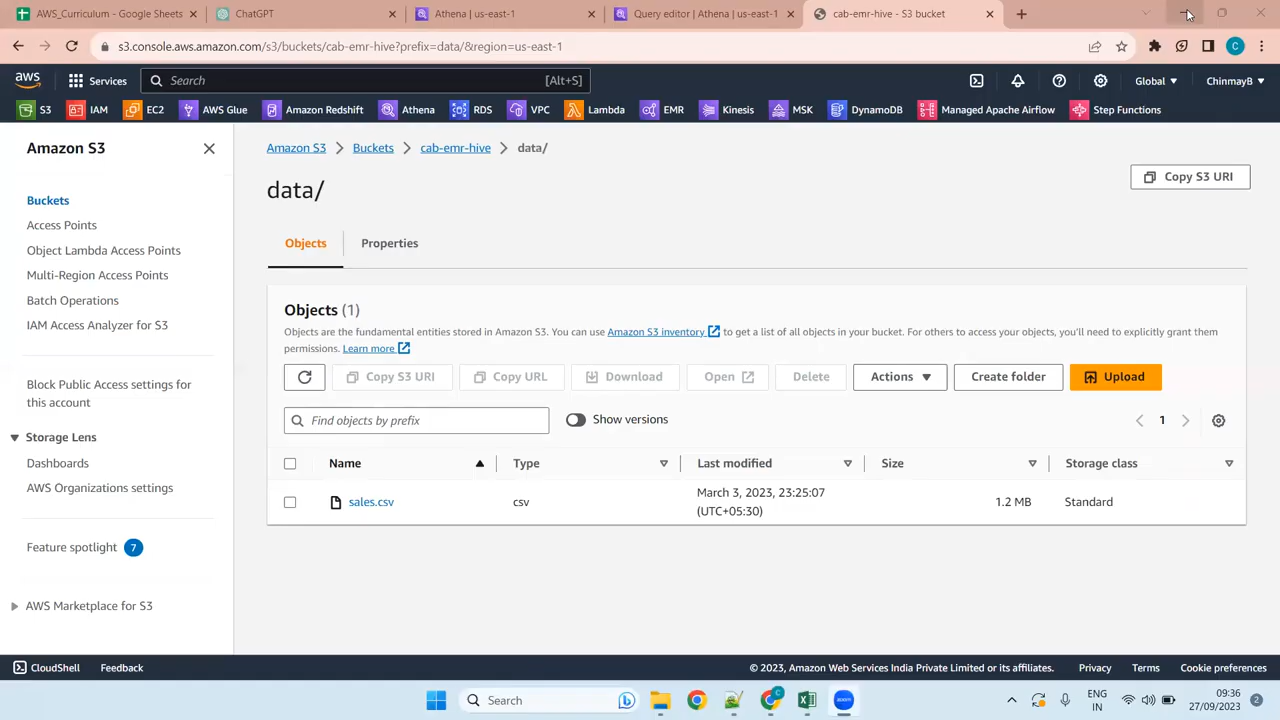 AWS_Curriculum - Google Sheets
ChatGPT
Athena | us-east-1
Query editor | Athena | us-east-1
cab-emr-hive - S3 bucket
s3.console.aws.amazon.com/s3/buckets/cab-emr-hive?prefix=data/&region=us-east-1
C
aws
Services
Search
[Alt+S]
Global
ChinmayB
S3
IAM
EC2
AWS Glue
Amazon Redshift
Athena
RDS
VPC
Lambda
EMR
Kinesis
MSK
DynamoDB
Managed Apache Airflow
Step Functions
Amazon S3
Buckets
Access Points
Object Lambda Access Points
Multi-Region Access Points
Batch Operations
IAM Access Analyzer for S3
Block Public Access settings for
this account
Storage Lens
Dashboards
AWS Organizations settings
Feature spotlight 7
AWS Marketplace for S3
Amazon S3 > Buckets > cab-emr-hive > data/
data/
Copy S3 URI
Objects
Properties
Objects (1)
Objects are the fundamental entities stored in Amazon S3. You can use Amazon S3 inventory to get a list of all objects in your bucket. For others to access your objects, you'll need to explicitly grant them
permissions. Learn more
Copy S3 URI
Copy URL
Download
Open
Delete
Actions
Create folder
Upload
Find objects by prefix
Show versions
1
Name
Type
Last modified
Size
Storage class
sales.csv
csv
March 3, 2023, 23:25:07
(UTC+05:30)
1.2 MB
Standard
CloudShell
Feedback
© 2023, Amazon Web Services India Private Limited or its affiliates.
Privacy
Terms
Cookie preferences
Search
C
zoom
ENG
IN
09:36
27/09/2023
2